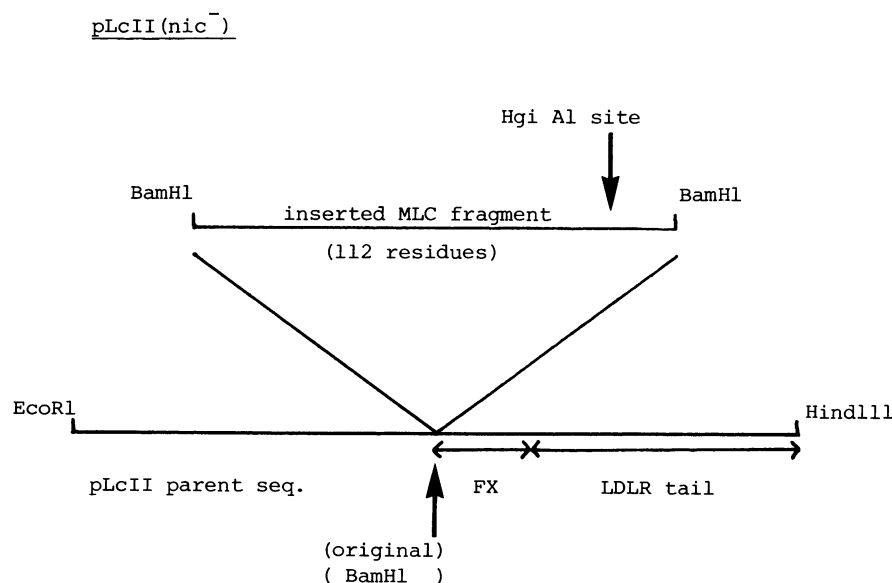 pLcII(nic⁻)
Hgi Al site
BamHl
BamHl
inserted MLC fragment
(112 residues)
EcoRl
Hindlll
pLcII parent seq.
FX
LDLR tail
(original)
( BamHl )